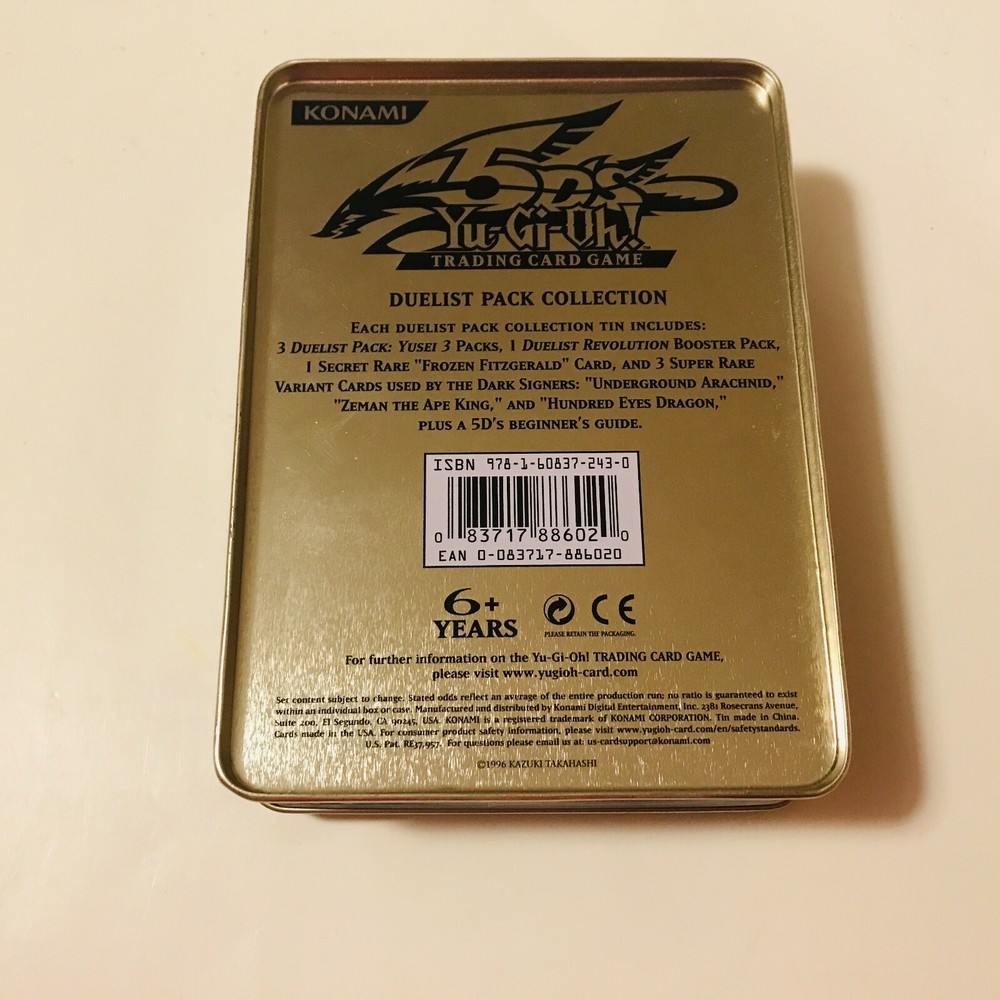 KONAMI
5D's
Yu-Gi-Oh!™
TRADING CARD GAME
DUELIST PACK COLLECTION
EACH DUELIST PACK COLLECTION TIN INCLUDES:
3 DUELIST PACK: YUSEI 3 PACKS, 1 DUELIST REVOLUTION BOOSTER PACK,
1 SECRET RARE "FROZEN FITZGERALD" CARD, AND 3 SUPER RARE
VARIANT CARDS USED BY THE DARK SIGNERS: "UNDERGROUND ARACHNID,"
"ZEMAN THE APE KING," AND "HUNDRED EYES DRAGON,"
PLUS A 5D'S BEGINNER'S GUIDE.
ISBN 978-1-60837-243-0
0 83717 88602 0
EAN 0-083717-886020
6+
YEARS
CE
PLEASE RETAIN THE PACKAGING.
For further information on the Yu-Gi-Oh! TRADING CARD GAME,
please visit www.yugioh-card.com
Set content subject to change. Stated odds reflect an average of the entire production run; no ratio is guaranteed to exist
within an individual box or case. Manufactured and distributed by Konami Digital Entertainment, Inc. 2381 Rosecrans Avenue,
Suite 200, El Segundo, CA 90245, USA. KONAMI is a registered trademark of KONAMI CORPORATION. Tin made in China.
Cards made in the USA. For consumer product safety information, please visit www.yugioh-card.com/en/safetystandards.
U.S. Pat. RE37,957. For questions please email us at: us-cardsupport@konami.com
©1996 KAZUKI TAKAHASHI